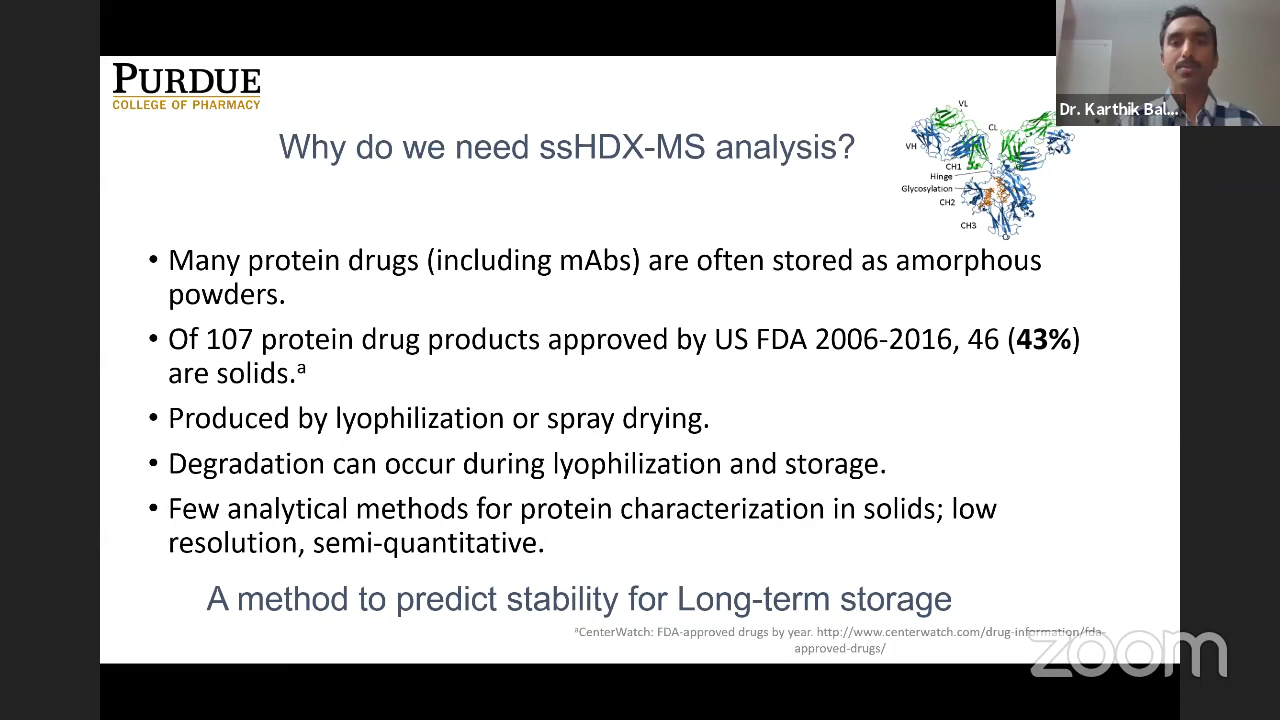 PURDUE
COLLEGE OF PHARMACY
Dr. Karthik Bal...
Why do we need ssHDX-MS analysis?
VL
CL
VH
CH1
Hinge
Glycosylation
CH2
CH3
• Many protein drugs (including mAbs) are often stored as amorphous
powders.
• Of 107 protein drug products approved by US FDA 2006-2016, 46 (43%)
are solids.ᵃ
• Produced by lyophilization or spray drying.
• Degradation can occur during lyophilization and storage.
• Few analytical methods for protein characterization in solids; low
resolution, semi-quantitative.
A method to predict stability for Long-term storage
ᵃCenterWatch: FDA-approved drugs by year. http://www.centerwatch.com/drug-information/fda-
approved-drugs/
zoom